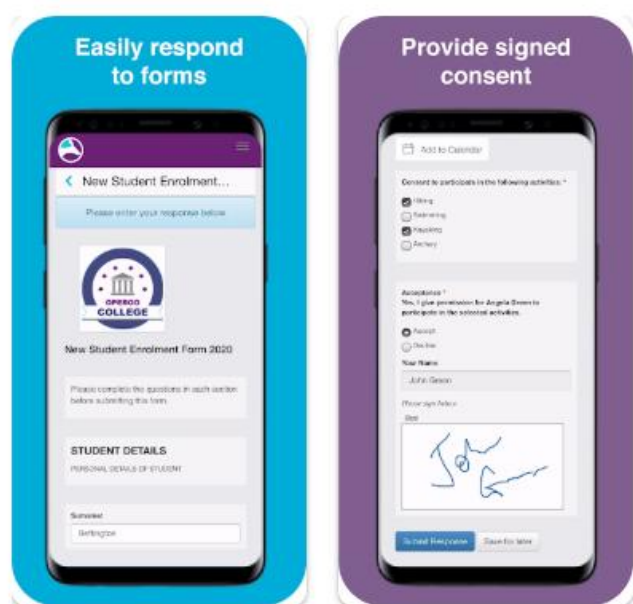 Easily respond
to forms
New Student Enrolment...
Please enter your response below
OPEEGO
COLLEGE
New Student Enrolment Form 2020
Please complete the questions in each section
before submitting this form.
STUDENT DETAILS
PERSONAL DETAILS OF STUDENT
Surname
Bettington
Provide signed
consent
Add to Calendar
Consent to participate in the following activities: *
Hiking
Swimming
Kayaking
Archery
Acceptance *
Yes, I give permission for Angela Green to
participate in the selected activities.
Accept
Decline
Your Name
John Green
Please sign below
John
Submit Response
Save for later